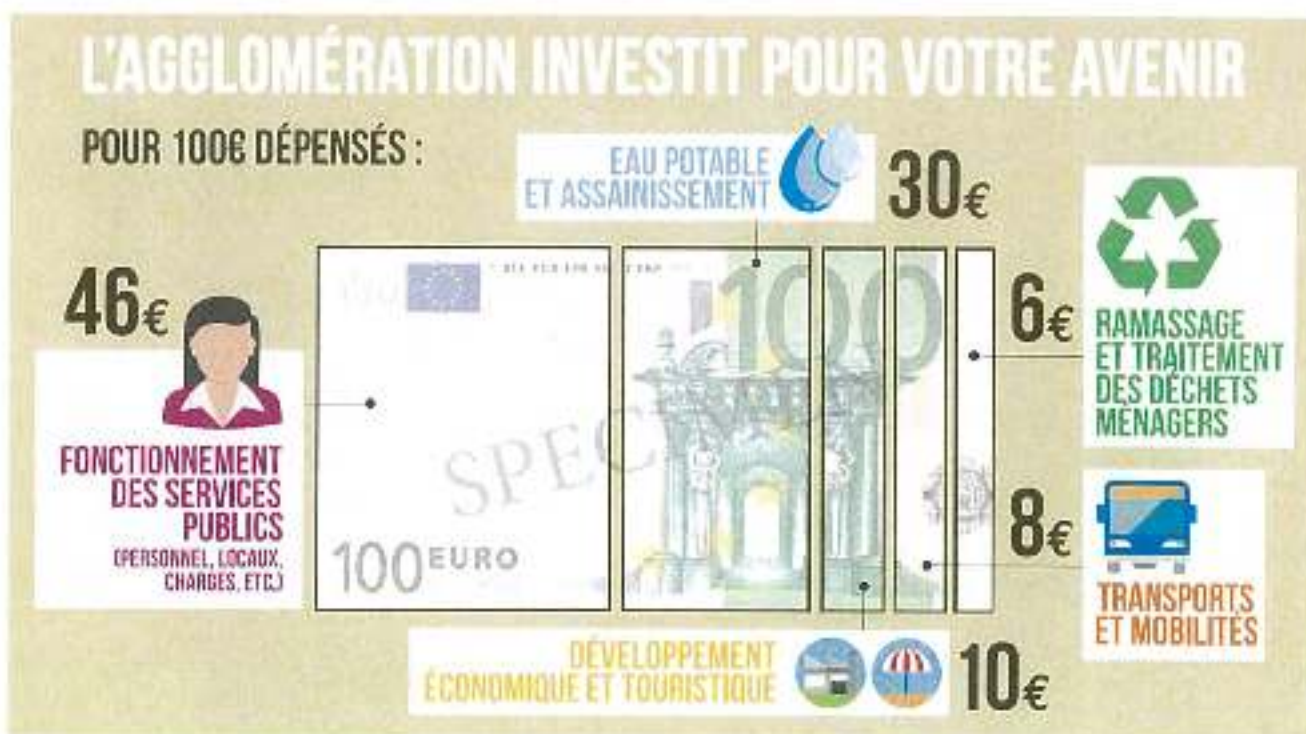 L'AGGLOMÉRATION INVESTIT POUR VOTRE AVENIR
POUR 100€ DÉPENSÉS :
EAU POTABLE
ET ASSAINISSEMENT
30€
46€
FONCTIONNEMENT
DES SERVICES
PUBLICS
(PERSONNEL, LOCAUX,
CHARGES, ETC.)
100
SPECIMEN
100 EURO
6€
RAMASSAGE
ET TRAITEMENT
DES DÉCHETS
MÉNAGERS
8€
TRANSPORTS
ET MOBILITÉS
DÉVELOPPEMENT
ÉCONOMIQUE ET TOURISTIQUE
10€